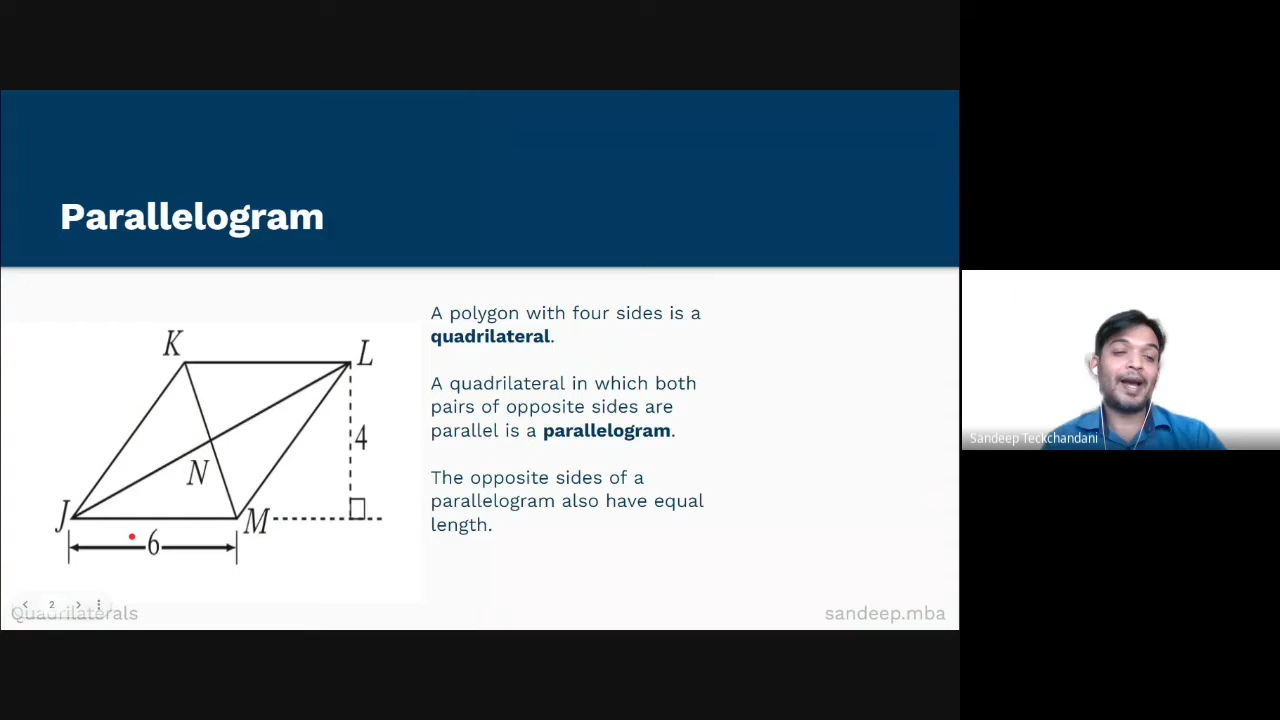 Parallelogram
K
L
4
N
J
M
6
A polygon with four sides is a
quadrilateral.
A quadrilateral in which both
pairs of opposite sides are
parallel is a parallelogram.
The opposite sides of a
parallelogram also have equal
length.
2
Quadrilaterals
sandeep.mba
Sandeep Teckchandani